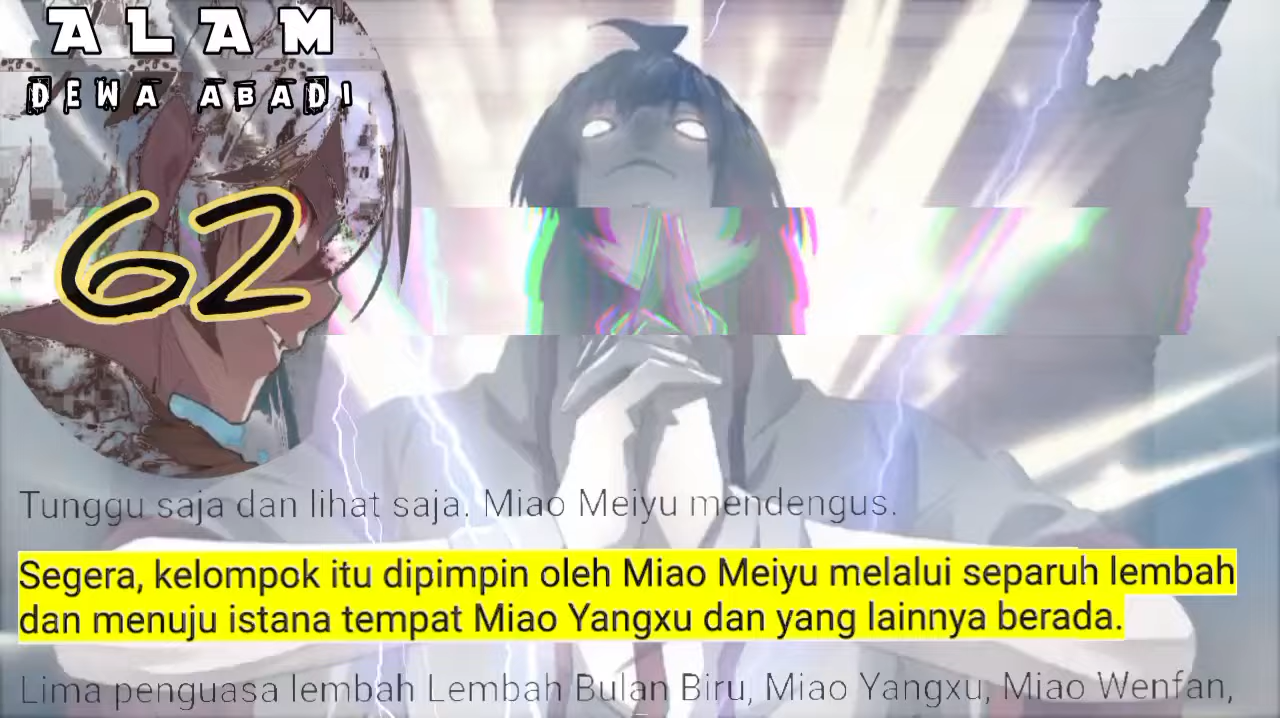 ALAM
DEWA ABADI
62
Tunggu saja dan lihat saja. Miao Meiyu mendengus.
Segera, kelompok itu dipimpin oleh Miao Meiyu melalui separuh lembah
dan menuju istana tempat Miao Yangxu dan yang lainnya berada.
Lima penguasa lembah Lembah Bulan Biru, Miao Yangxu, Miao Wenfan,